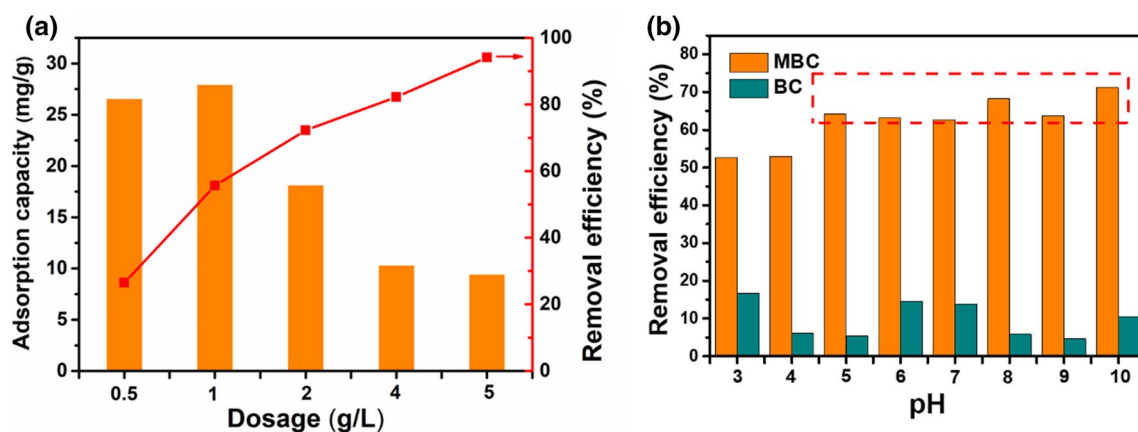 (a)
Adsorption capacity (mg/g)
30
25
20
15
10
5
0
0.5 1 2 4 5
Dosage (g/L)
100
80
60
40
20
0
Removal efficiency (%)
(b)
Removal efficiency (%)
80
70
60
50
40
30
20
10
0
MBC
BC
3 4 5 6 7 8 9 10
pH